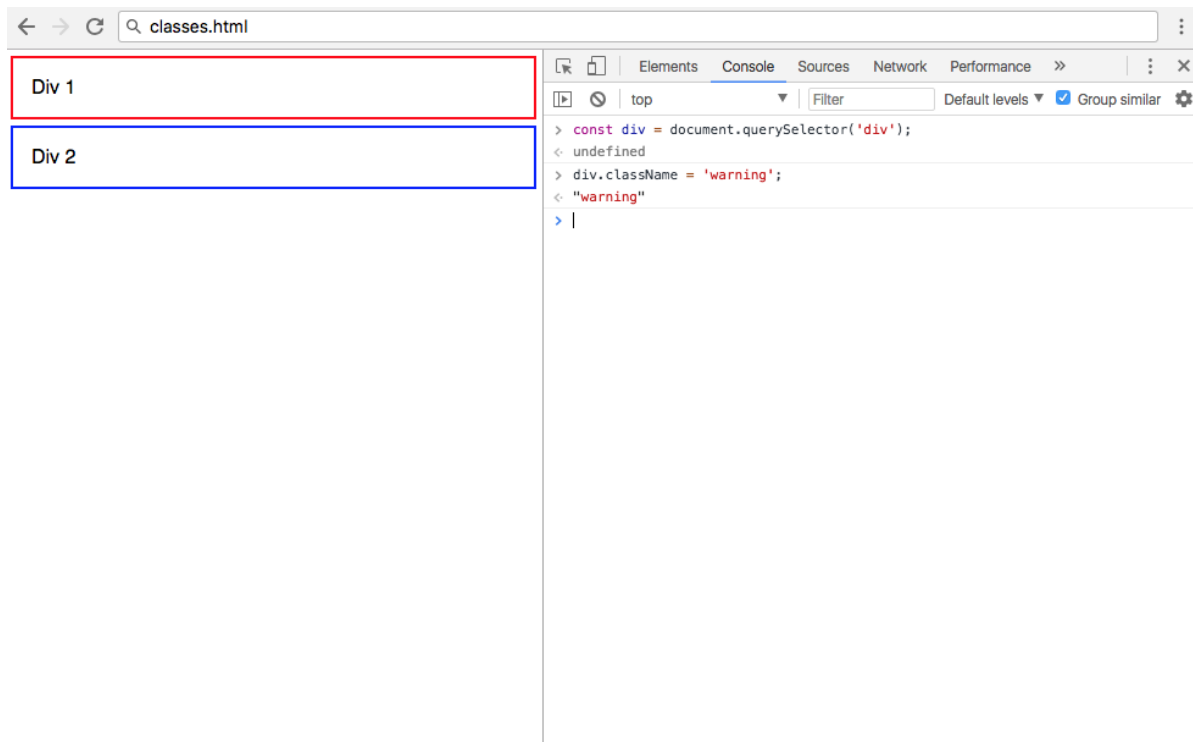 classes.html
Div 1
Div 2
Elements Console Sources Network Performance »
top Filter Default levels Group similar
> const div = document.querySelector('div');
<· undefined
> div.className = 'warning';
<· "warning"
>